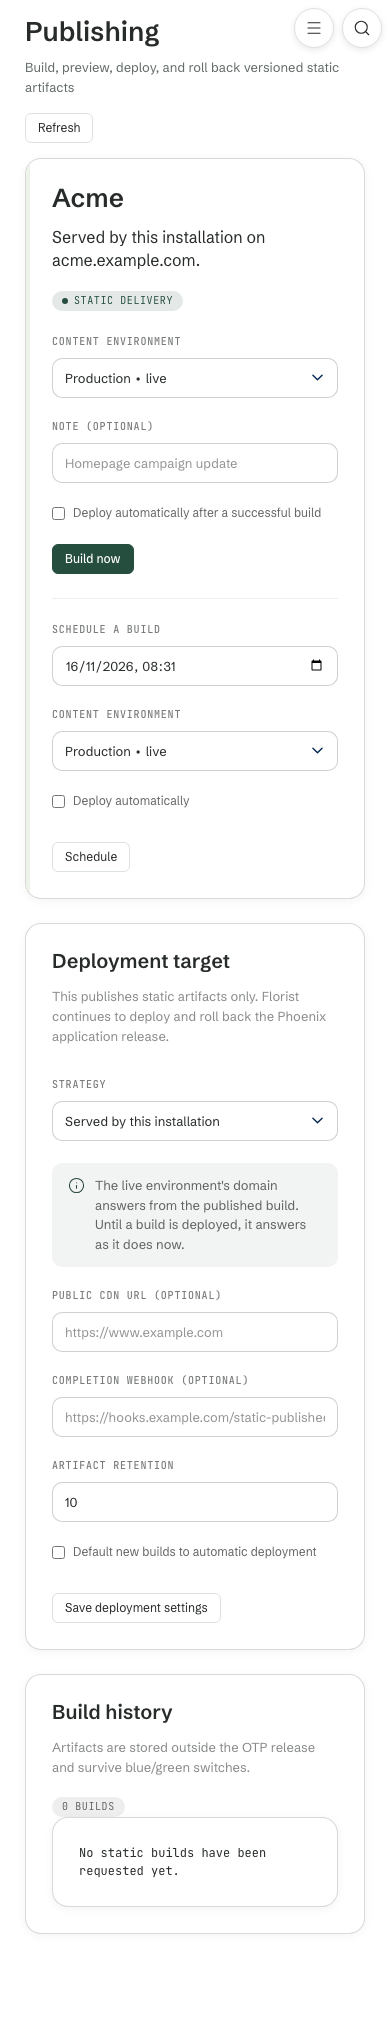 Publishing
Build, preview, deploy, and roll back versioned static
artifacts
Refresh
Acme
Served by this installation on
acme.example.com.
STATIC DELIVERY
CONTENT ENVIRONMENT
Production • live
NOTE (OPTIONAL)
Homepage campaign update
Deploy automatically after a successful build
Build now
SCHEDULE A BUILD
16/11/2026, 08:31
CONTENT ENVIRONMENT
Production • live
Deploy automatically
Schedule
Deployment target
This publishes static artifacts only. Florist
continues to deploy and roll back the Phoenix
application release.
STRATEGY
Served by this installation
The live environment's domain
answers from the published build.
Until a build is deployed, it answers
as it does now.
PUBLIC CDN URL (OPTIONAL)
https://www.example.com
COMPLETION WEBHOOK (OPTIONAL)
https://hooks.example.com/static-published
ARTIFACT RETENTION
10
Default new builds to automatic deployment
Save deployment settings
Build history
Artifacts are stored outside the OTP release
and survive blue/green switches.
0 BUILDS
No static builds have been
requested yet.